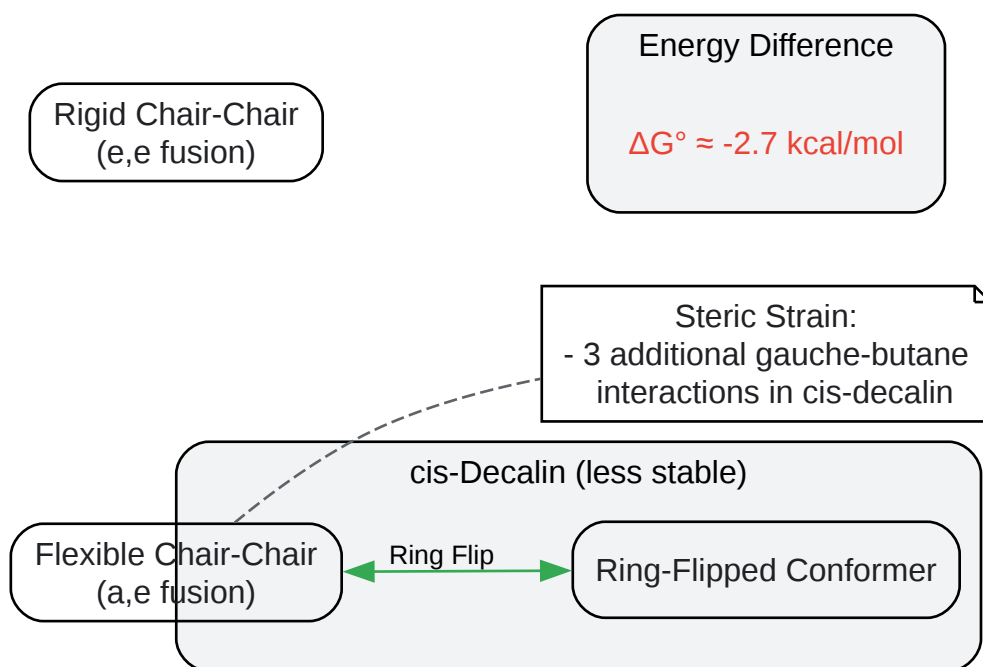 Energy Difference
Rigid Chair-Chair
(e,e fusion)
ΔG° ≈ -2.7 kcal/mol
Steric Strain:
- 3 additional gauche-butane
interactions in cis-decalin
cis-Decalin (less stable)
Flexible Chair-Chair
(a,e fusion)
Ring Flip
Ring-Flipped Conformer